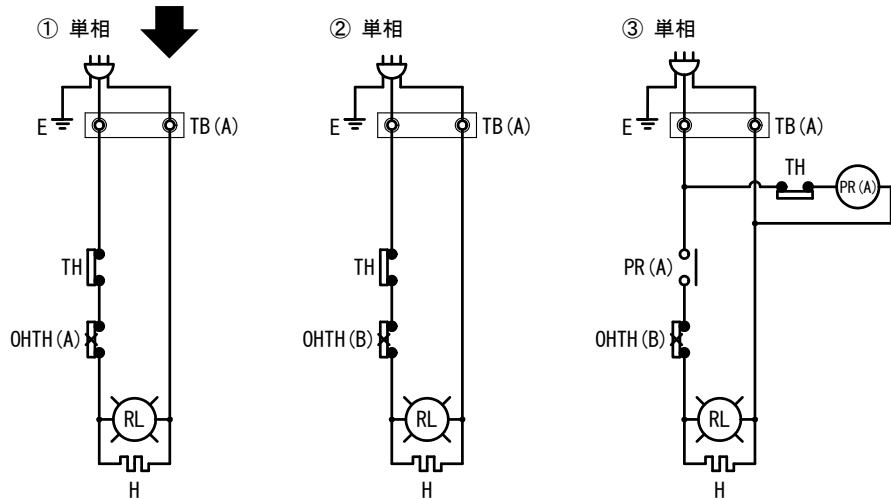 ① 単相
E
TB(A)
TH
OHTH(A)
RL
H
② 単相
E
TB(A)
TH
OHTH(B)
RL
H
③ 単相
E
TB(A)
TH
PR(A)
PR(A)
OHTH(B)
RL
H